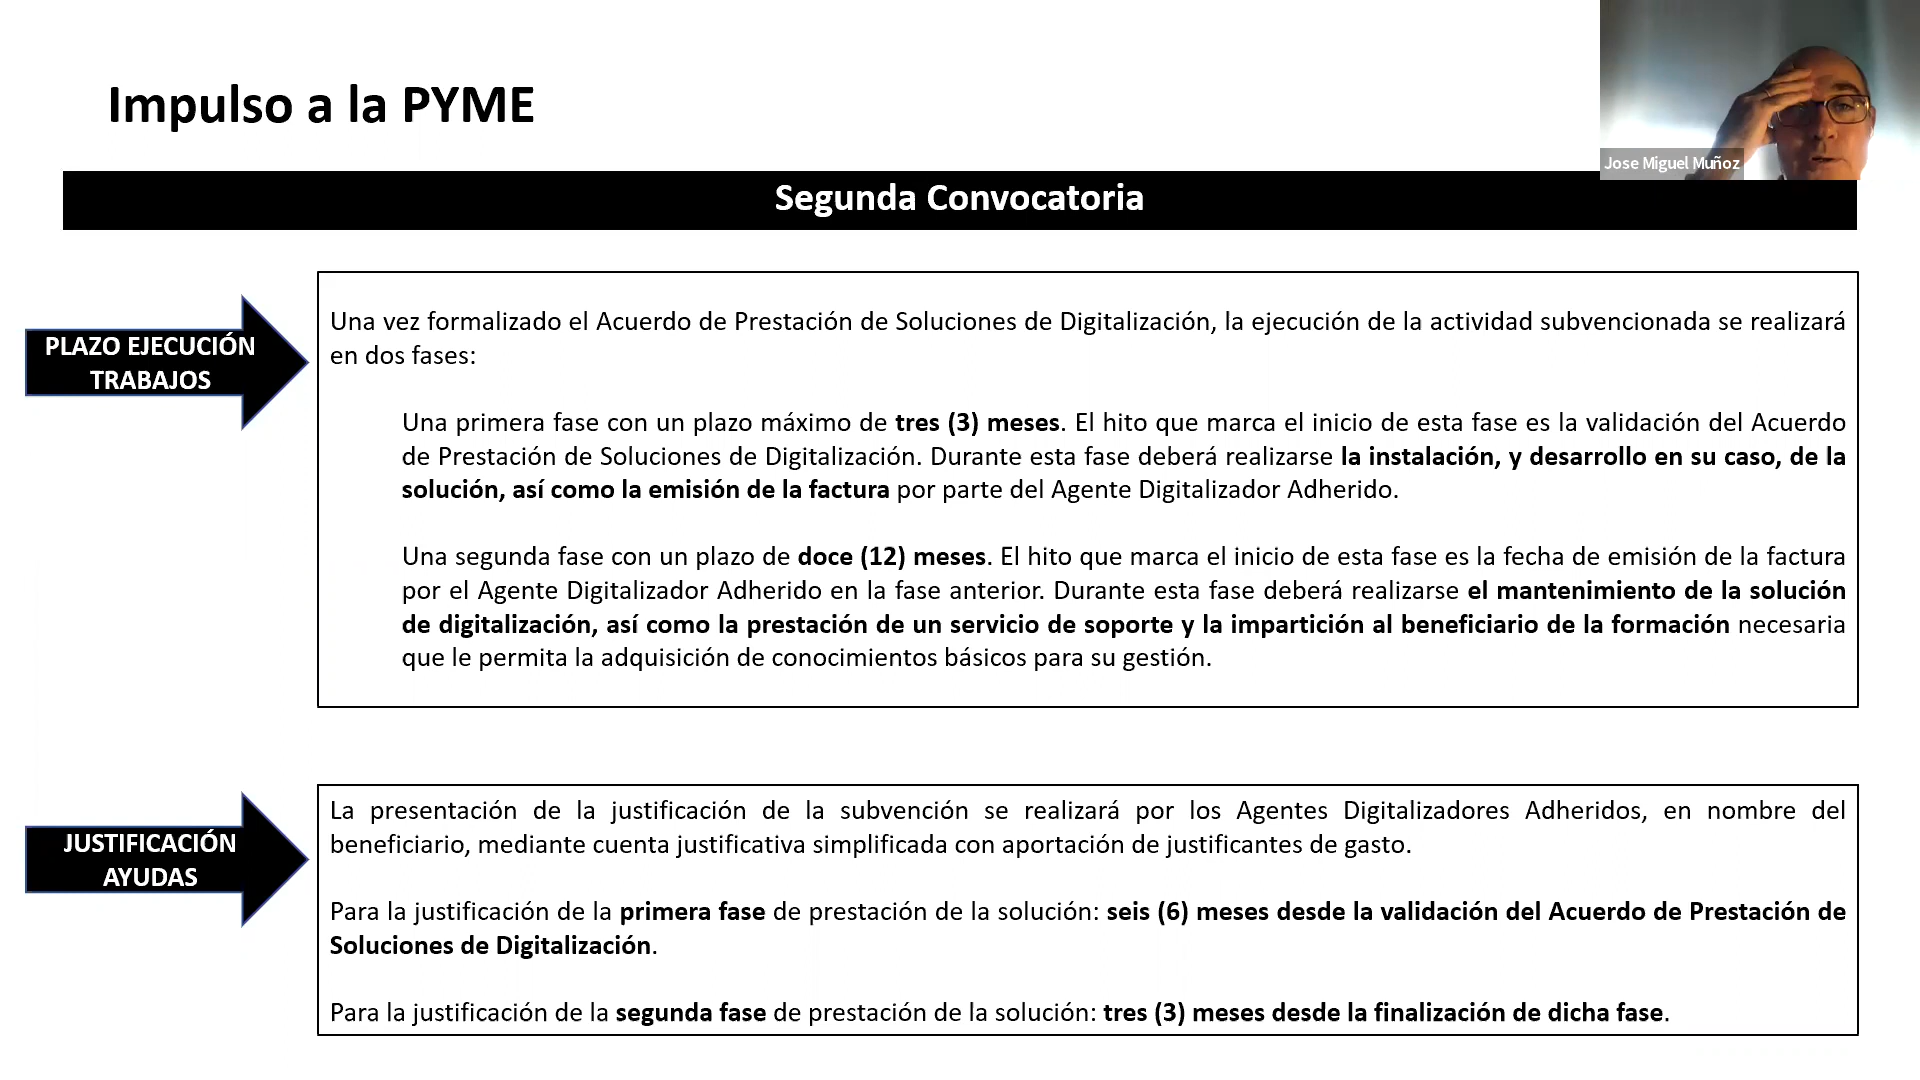 Impulso a la PYME
Jose Miguel Muñoz
Segunda Convocatoria
PLAZO EJECUCIÓN
TRABAJOS
Una vez formalizado el Acuerdo de Prestación de Soluciones de Digitalización, la ejecución de la actividad subvencionada se realizará
en dos fases:
Una primera fase con un plazo máximo de tres (3) meses. El hito que marca el inicio de esta fase es la validación del Acuerdo
de Prestación de Soluciones de Digitalización. Durante esta fase deberá realizarse la instalación, y desarrollo en su caso, de la
solución, así como la emisión de la factura por parte del Agente Digitalizador Adherido.
Una segunda fase con un plazo de doce (12) meses. El hito que marca el inicio de esta fase es la fecha de emisión de la factura
por el Agente Digitalizador Adherido en la fase anterior. Durante esta fase deberá realizarse el mantenimiento de la solución
de digitalización, así como la prestación de un servicio de soporte y la impartición al beneficiario de la formación necesaria
que le permita la adquisición de conocimientos básicos para su gestión.
JUSTIFICACIÓN
AYUDAS
La presentación de la justificación de la subvención se realizará por los Agentes Digitalizadores Adheridos, en nombre del
beneficiario, mediante cuenta justificativa simplificada con aportación de justificantes de gasto.
Para la justificación de la primera fase de prestación de la solución: seis (6) meses desde la validación del Acuerdo de Prestación de
Soluciones de Digitalización.
Para la justificación de la segunda fase de prestación de la solución: tres (3) meses desde la finalización de dicha fase.